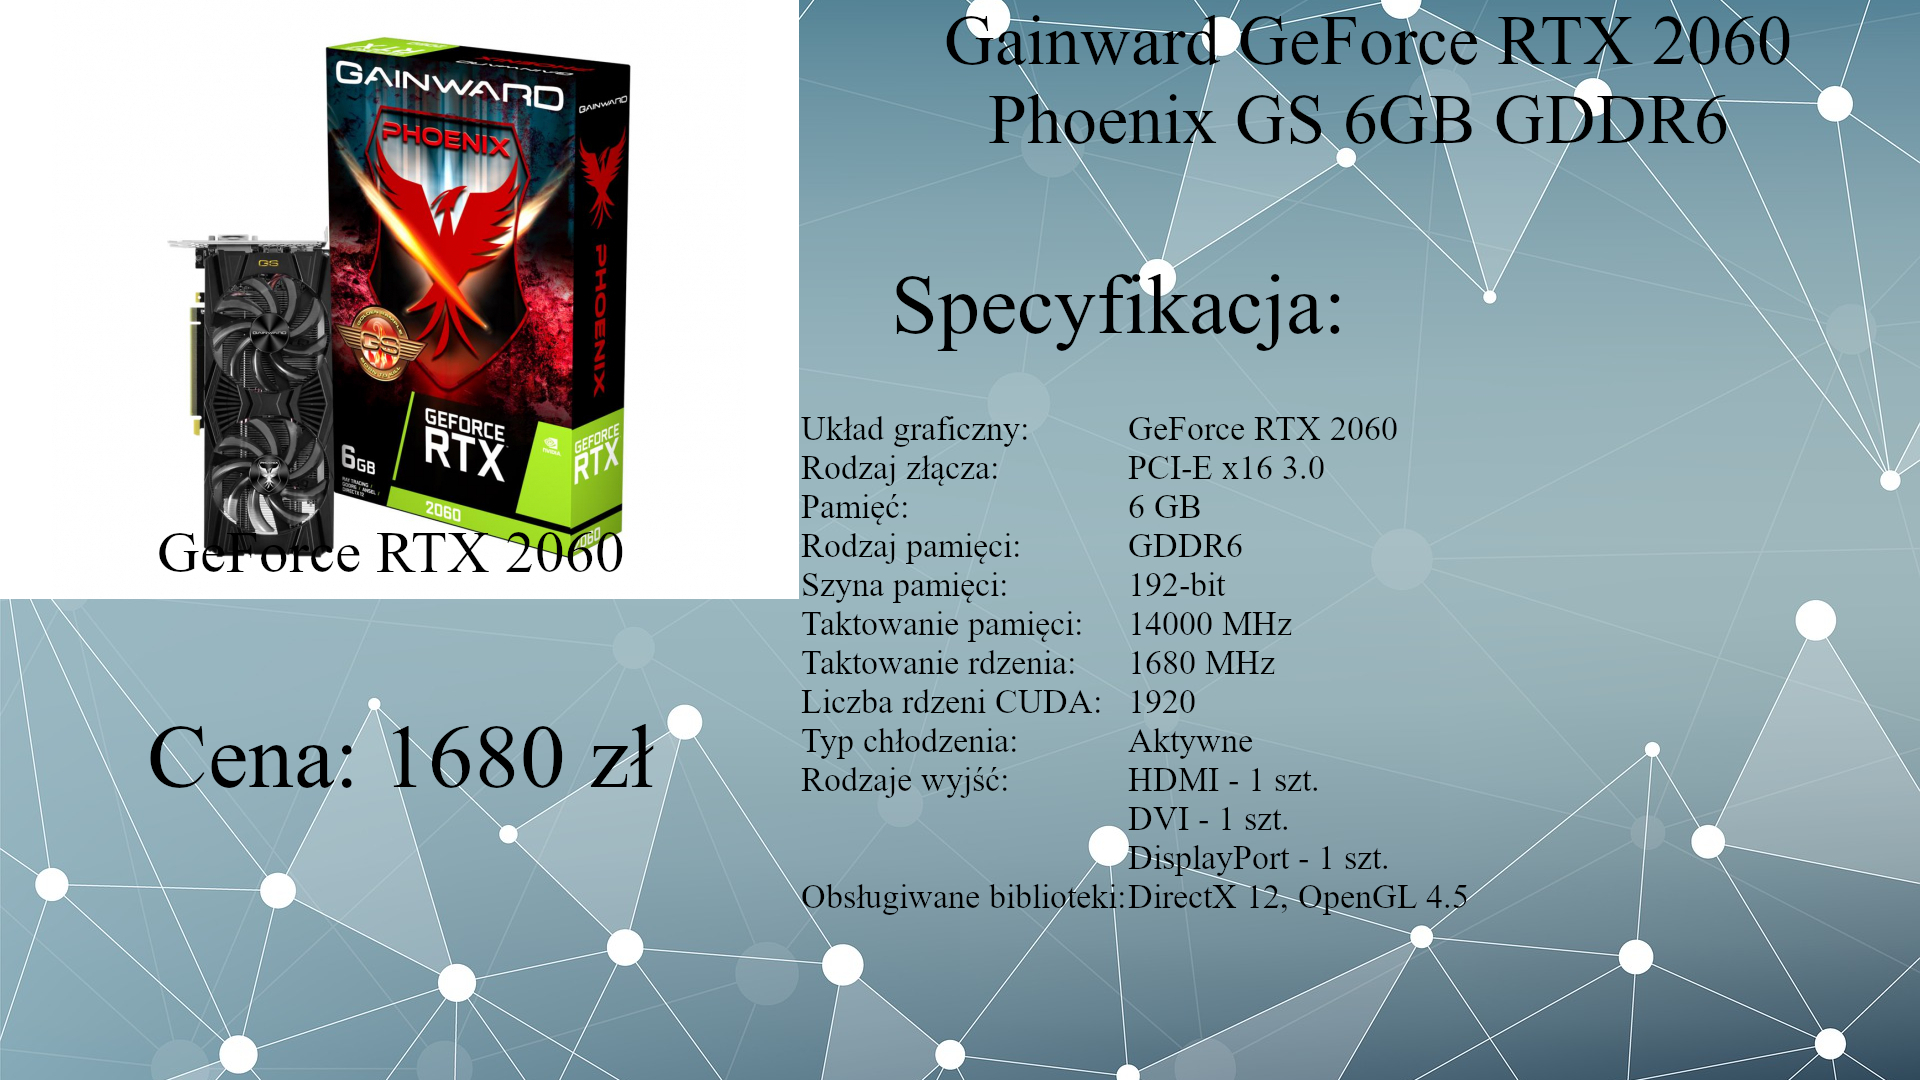 GAINWARD
GAINWARD
PHOENIX
PHOENIX
GS
GAINWARD
GS
GEFORCE
RTX
6GB
NVIDIA
GEFORCE
RTX
2060
2060
GeForce RTX 2060
Cena: 1680 zł
Gainward GeForce RTX 2060
Phoenix GS 6GB GDDR6
Specyfikacja:
Układ graficzny: GeForce RTX 2060
Rodzaj złącza: PCI-E x16 3.0
Pamięć: 6 GB
Rodzaj pamięci: GDDR6
Szyna pamięci: 192-bit
Taktowanie pamięci: 14000 MHz
Taktowanie rdzenia: 1680 MHz
Liczba rdzeni CUDA: 1920
Typ chłodzenia: Aktywne
Rodzaje wyjść: HDMI - 1 szt.
DVI - 1 szt.
DisplayPort - 1 szt.
Obsługiwane biblioteki: DirectX 12, OpenGL 4.5